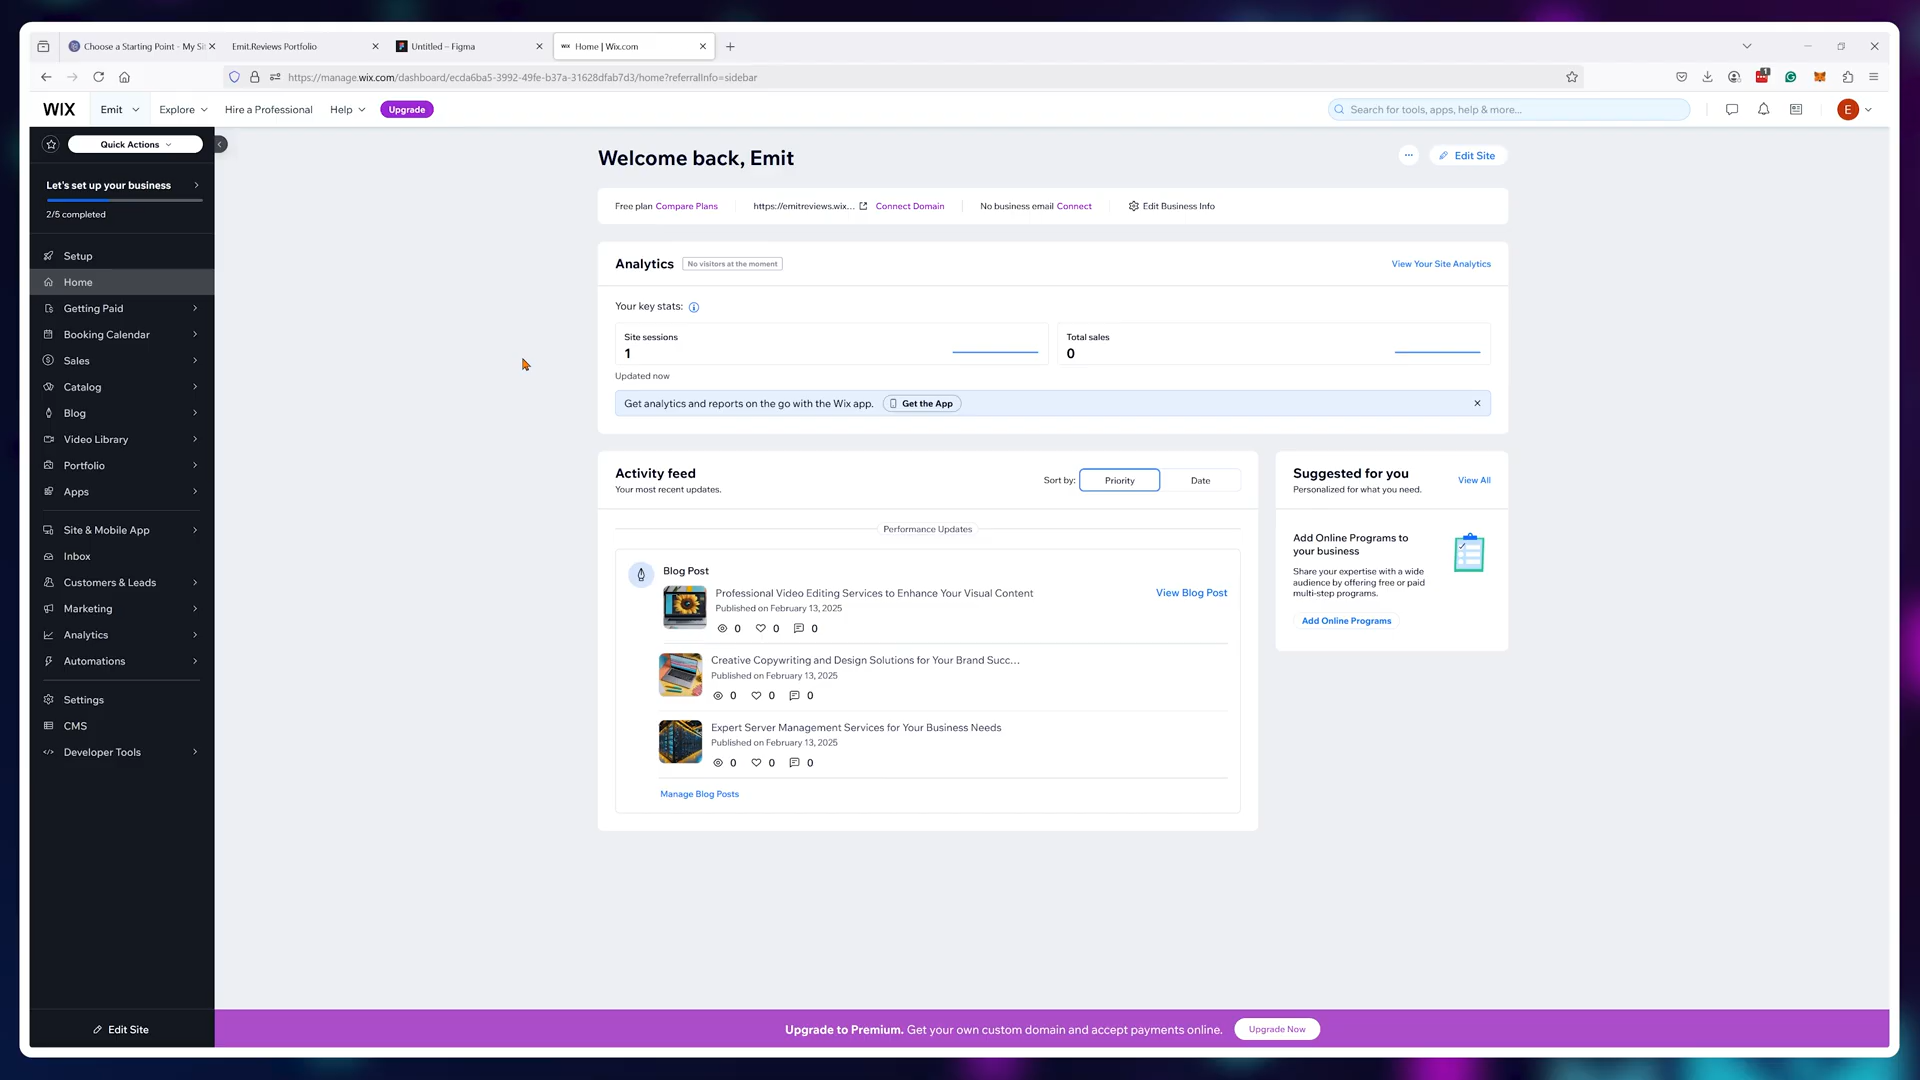 Choose a Starting Point - My Si
Emit.Reviews Portfolio
Untitled – Figma
WIX Home | Wix.com
https://manage.wix.com/dashboard/ecda6ba5-3992-49fe-b37a-31628dfab7d3/home?referralInfo=sidebar
1
WIX
Emit
Explore
Hire a Professional
Help
Upgrade
Search for tools, apps, help & more...
E
Quick Actions
Let's set up your business
2/5 completed
Setup
Home
Getting Paid
Booking Calendar
Sales
Catalog
Blog
Video Library
Portfolio
Apps
Site & Mobile App
Inbox
Customers & Leads
Marketing
Analytics
Automations
Settings
CMS
Developer Tools
Edit Site
Welcome back, Emit
Edit Site
Free plan Compare Plans
https://emitreviews.wix... Connect Domain
No business email Connect
Edit Business Info
Analytics
No visitors at the moment
View Your Site Analytics
Your key stats:
Site sessions
1
Total sales
0
Updated now
Get analytics and reports on the go with the Wix app.
Get the App
Activity feed
Your most recent updates.
Sort by:
Priority
Date
Performance Updates
Blog Post
Professional Video Editing Services to Enhance Your Visual Content
Published on February 13, 2025
0 0 0
View Blog Post
Creative Copywriting and Design Solutions for Your Brand Succ...
Published on February 13, 2025
0 0 0
Expert Server Management Services for Your Business Needs
Published on February 13, 2025
0 0 0
Manage Blog Posts
Suggested for you
Personalized for what you need.
View All
Add Online Programs to
your business
Share your expertise with a wide
audience by offering free or paid
multi-step programs.
Add Online Programs
Upgrade to Premium. Get your own custom domain and accept payments online.
Upgrade Now